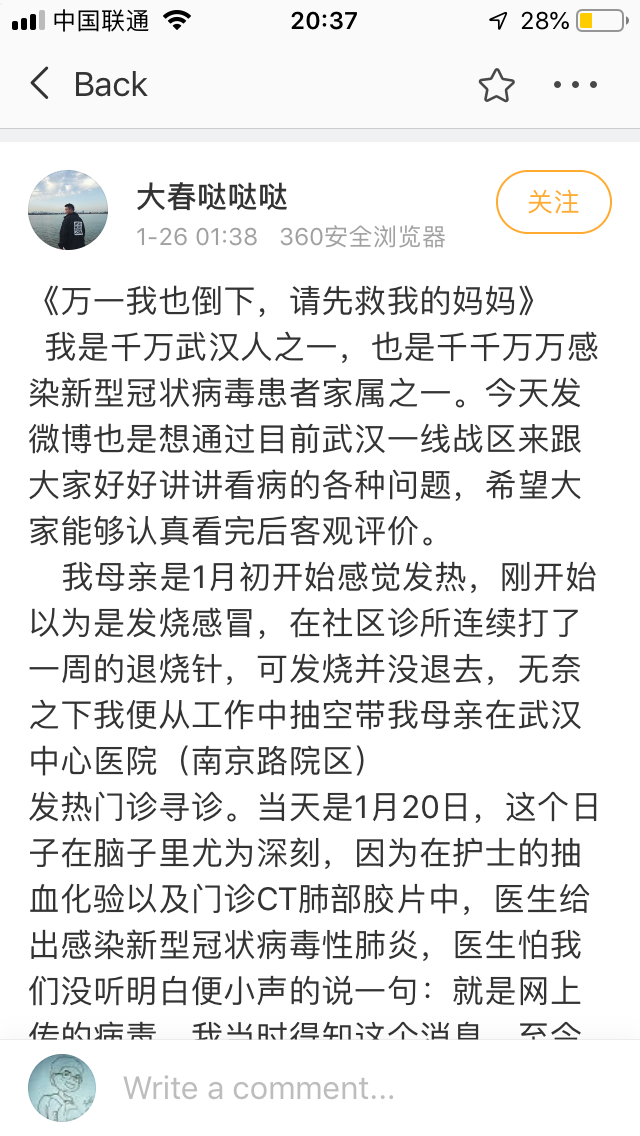 中国联通 20:37 28%
Back
大春哒哒哒
关注
1-26 01:38 360安全浏览器
《万一我也倒下，请先救我的妈妈》
我是千万武汉人之一，也是千千万万感
染新型冠状病毒患者家属之一。今天发
微博也是想通过目前武汉一线战区来跟
大家好好讲讲看病的各种问题，希望大
家能够认真看完后客观评价。
我母亲是1月初开始感觉发热，刚开始
以为是发烧感冒，在社区诊所连续打了
一周的退烧针，可发烧并没退去，无奈
之下我便从工作中抽空带我母亲在武汉
中心医院（南京路院区）
发热门诊寻诊。当天是1月20日，这个日
子在脑子里尤为深刻，因为在护士的抽
血化验以及门诊CT肺部胶片中，医生给
出感染新型冠状病毒性肺炎，医生怕我
们没听明白便小声的说一句：就是网上
传的病毒，我当时得知这个消息，至今
Write a comment...